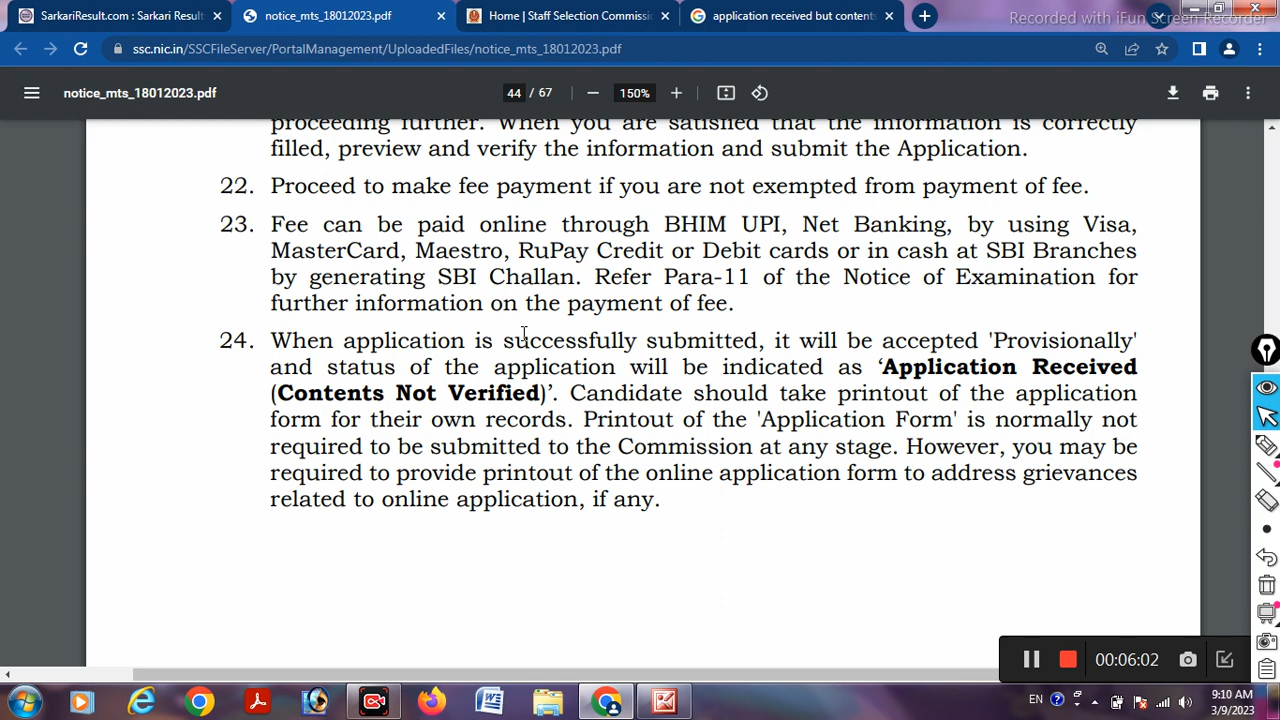 SarkariResult.com : Sarkari Result
notice_mts_18012023.pdf
Home | Staff Selection Commissio
application received but contents
Recorded with iFun Screen Recorder
ssc.nic.in/SSCFileServer/PortalManagement/UploadedFiles/notice_mts_18012023.pdf
notice_mts_18012023.pdf
44 / 67
150%
proceeding further. When you are satisfied that the information is correctly
filled, preview and verify the information and submit the Application.
22. Proceed to make fee payment if you are not exempted from payment of fee.
23. Fee can be paid online through BHIM UPI, Net Banking, by using Visa,
MasterCard, Maestro, RuPay Credit or Debit cards or in cash at SBI Branches
by generating SBI Challan. Refer Para-11 of the Notice of Examination for
further information on the payment of fee.
24. When application is successfully submitted, it will be accepted 'Provisionally'
and status of the application will be indicated as ‘Application Received
(Contents Not Verified)’. Candidate should take printout of the application
form for their own records. Printout of the 'Application Form' is normally not
required to be submitted to the Commission at any stage. However, you may be
required to provide printout of the online application form to address grievances
related to online application, if any.
00:06:02
EN
9:10 AM
3/9/2023